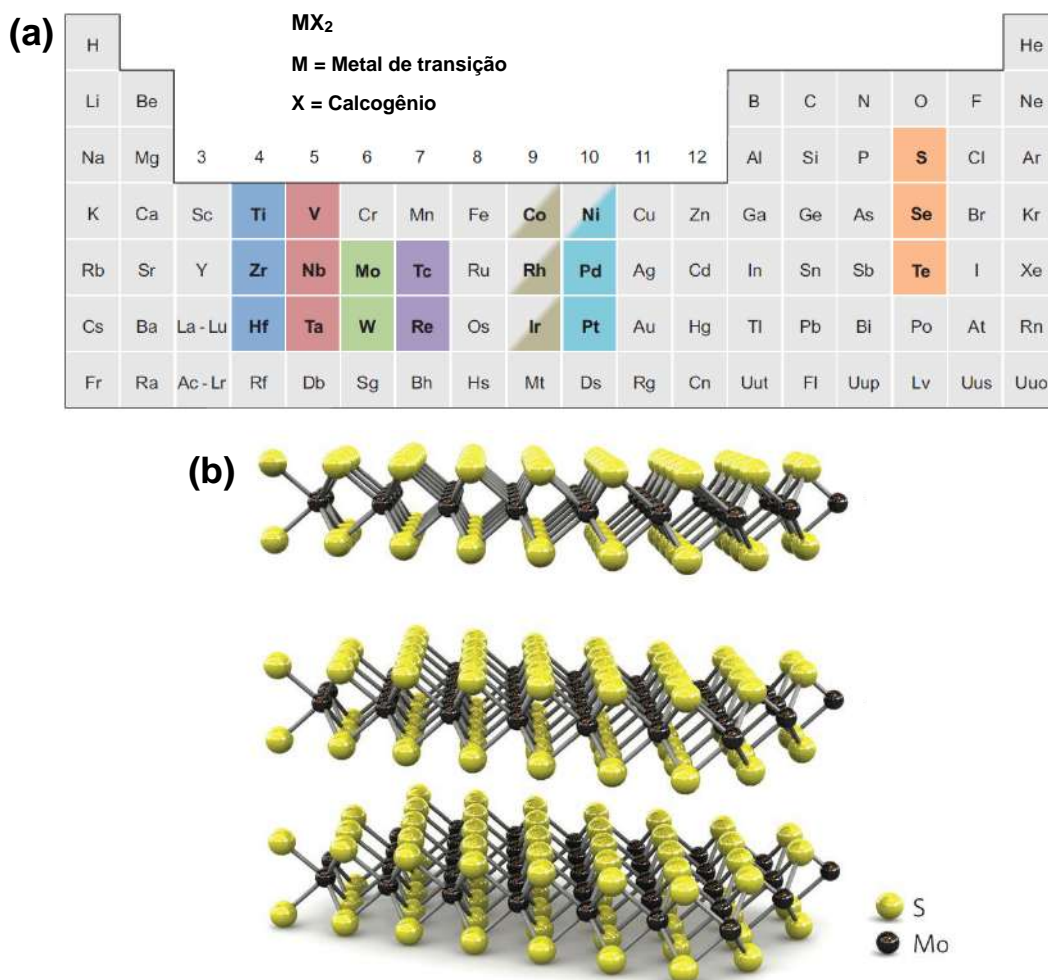 (a)
MX₂
M = Metal de transição
X = Calcogênio
H He
Li Be B C N O F Ne
Na Mg 3 4 5 6 7 8 9 10 11 12 Al Si P S Cl Ar
K Ca Sc Ti V Cr Mn Fe Co Ni Cu Zn Ga Ge As Se Br Kr
Rb Sr Y Zr Nb Mo Tc Ru Rh Pd Ag Cd In Sn Sb Te I Xe
Cs Ba La - Lu Hf Ta W Re Os Ir Pt Au Hg Tl Pb Bi Po At Rn
Fr Ra Ac - Lr Rf Db Sg Bh Hs Mt Ds Rg Cn Uut Fl Uup Lv Uus Uuo
(b)
S
Mo